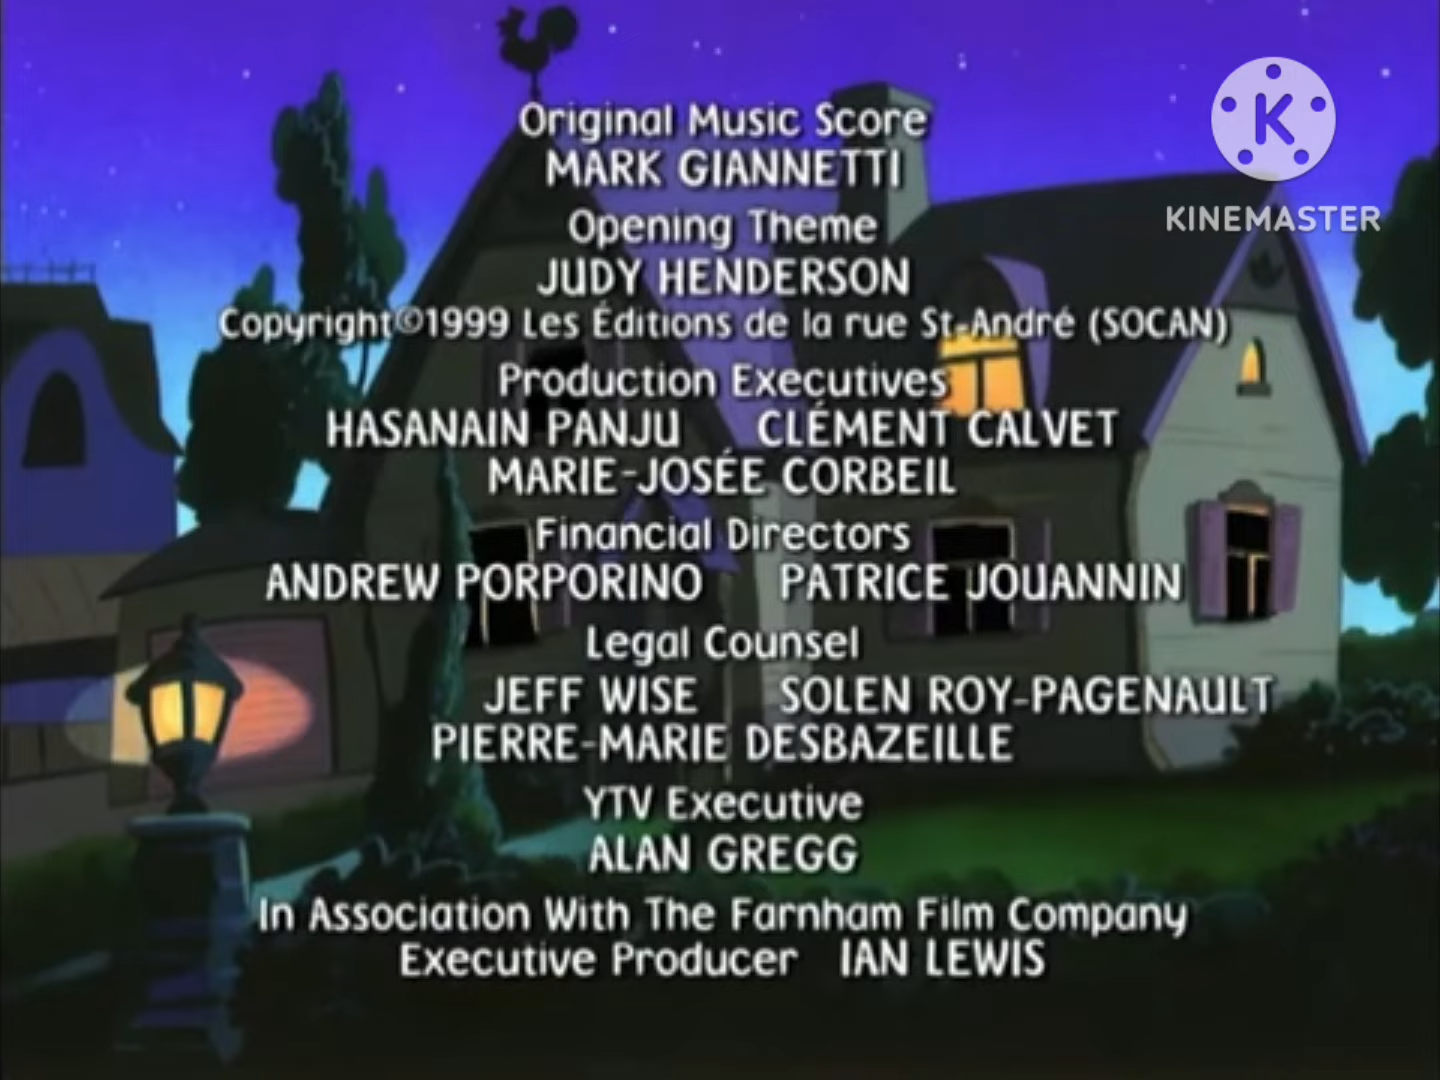 Original Music Score
MARK GIANNETTI
Opening Theme
JUDY HENDERSON
Copyright©1999 Les Éditions de la rue St-André (SOCAN)
Production Executives
HASANAIN PANJU CLÉMENT CALVET
MARIE-JOSÉE CORBEIL
Financial Directors
ANDREW PORPORINO PATRICE JOUANNIN
Legal Counsel
JEFF WISE SOLEN ROY-PAGENAULT
PIERRE-MARIE DESBAZEILLE
YTV Executive
ALAN GREGG
In Association With The Farnham Film Company
Executive Producer IAN LEWIS
K
KINEMASTER